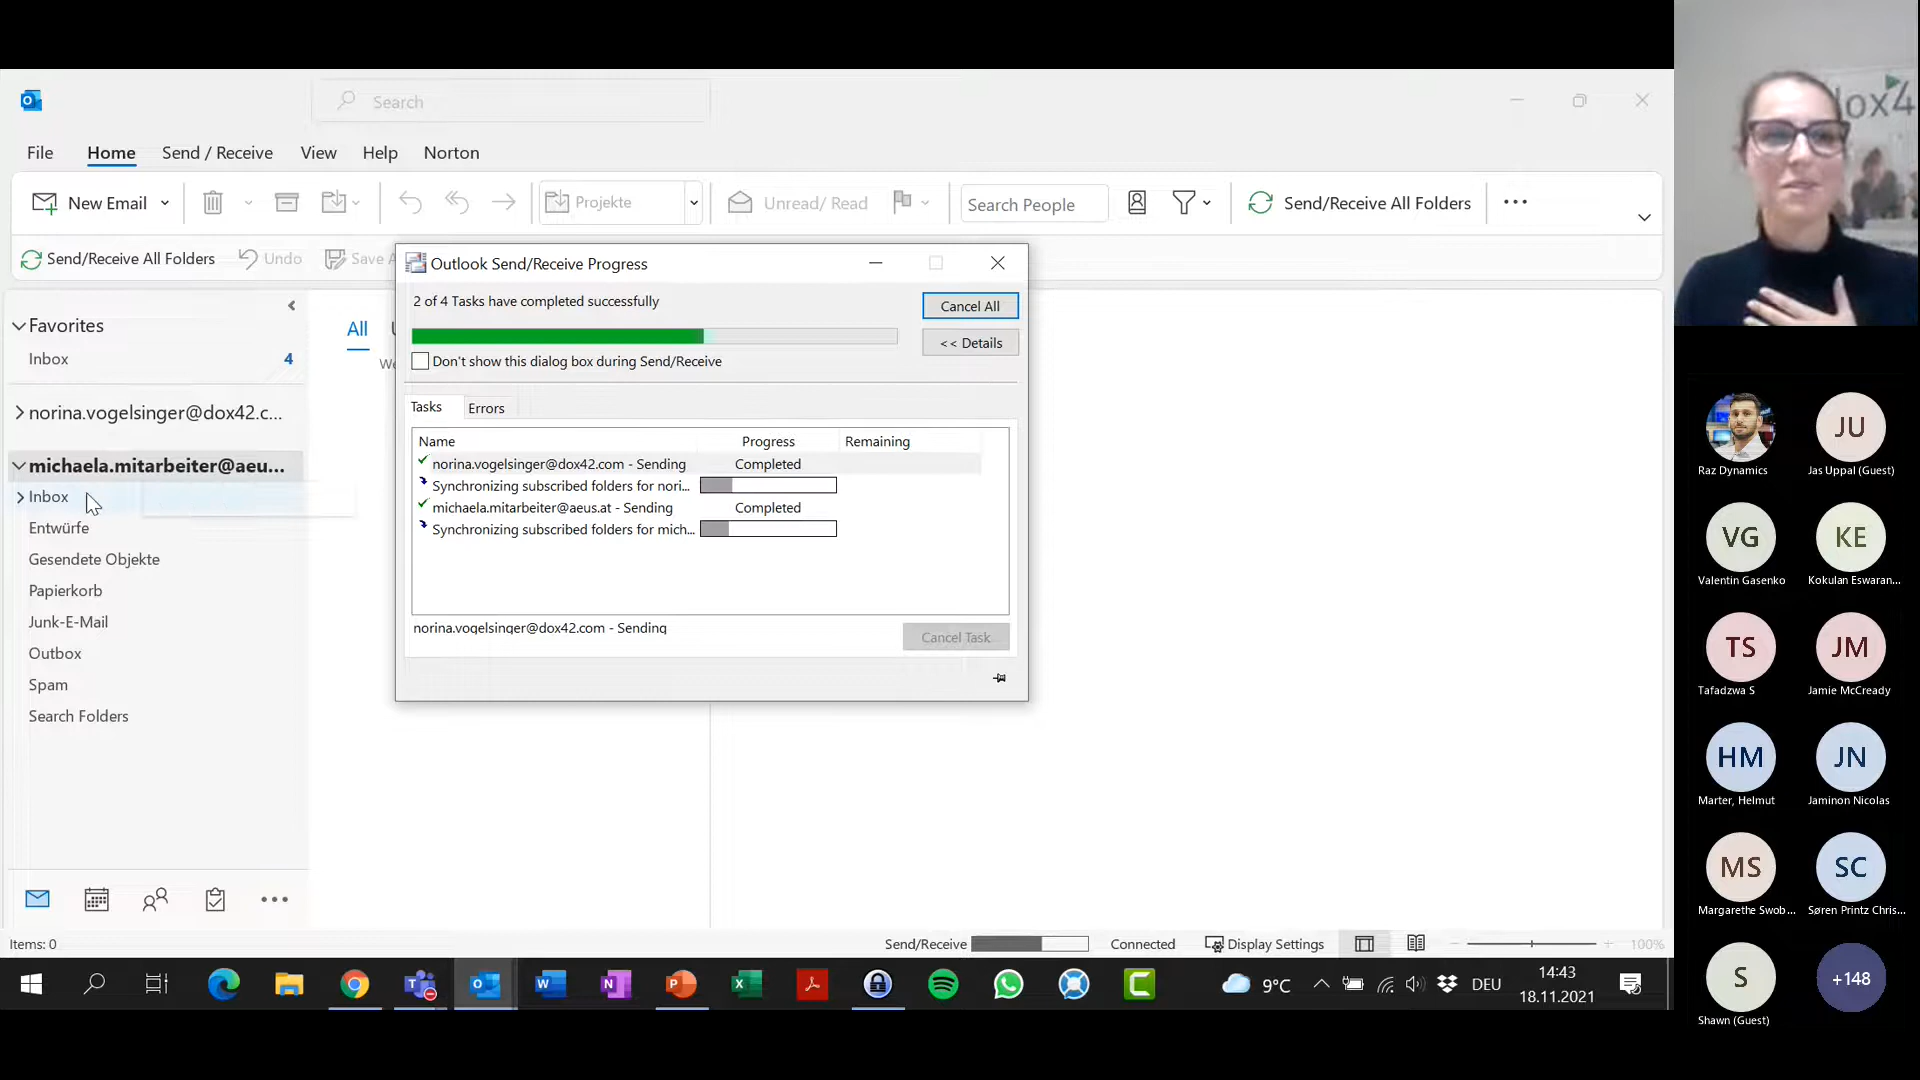 Search
File Home Send / Receive View Help Norton
New Email Projekte Unread/ Read Search People Send/Receive All Folders
Send/Receive All Folders Undo Save
Outlook Send/Receive Progress
2 of 4 Tasks have completed successfully
Cancel All
<< Details
Don't show this dialog box during Send/Receive
Tasks Errors
Name Progress Remaining
norina.vogelsinger@dox42.com - Sending Completed
Synchronizing subscribed folders for nori...
michaela.mitarbeiter@aeus.at - Sending Completed
Synchronizing subscribed folders for mich...
norina.vogelsinger@dox42.com - Sending
Cancel Task
Favorites
Inbox 4
norina.vogelsinger@dox42.c...
michaela.mitarbeiter@aeu...
Inbox
Entwürfe
Gesendete Objekte
Papierkorb
Junk-E-Mail
Outbox
Spam
Search Folders
All
Items: 0
Send/Receive Connected Display Settings 100%
9°C DEU
14:43
18.11.2021
ox4
Raz Dynamics
JU
Jas Uppal (Guest)
VG
Valentin Gasenko
KE
Kokulan Eswaran...
TS
Tafadzwa S
JM
Jamie McCready
HM
Marter, Helmut
JN
Jaminon Nicolas
MS
Margarethe Swob...
SC
Søren Printz Chris...
S
Shawn (Guest)
+148